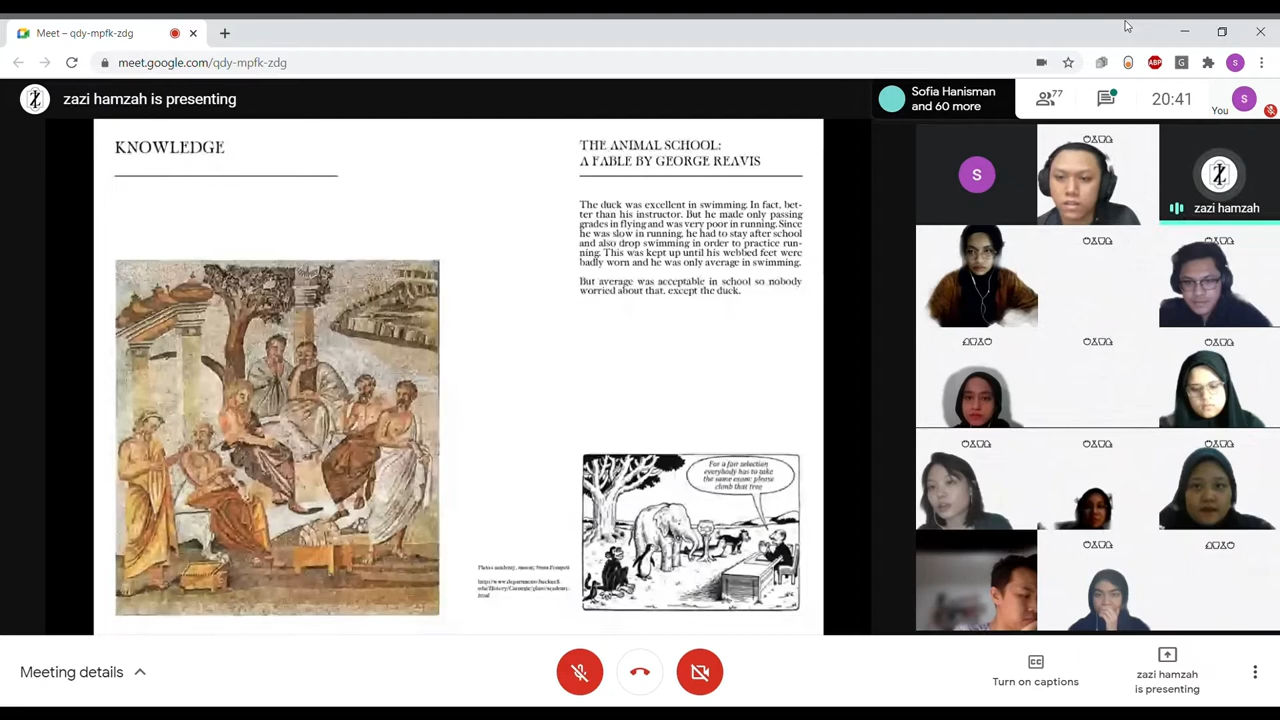 Meet – qdy-mpfk-zdg
meet.google.com/qdy-mpfk-zdg
ABP
G
S
zazi hamzah is presenting
Sofia Hanisman
and 60 more
77
20:41
You
S
KNOWLEDGE
THE ANIMAL SCHOOL:
A FABLE BY GEORGE REAVIS
The duck was excellent in swimming. In fact, bet-
ter than his instructor. But he made only passing
grades in flying and was very poor in running. Since
he was slow in running, he had to stay after school
and also drop swimming in order to practice run-
ning. This was kept up until his webbed feet were
badly worn and he was only average in swimming.
But average was acceptable in school so nobody
worried about that, except the duck.
For a fair selection
everybody has to take
the same exam: please
climb that tree
S
zazi hamzah
Meeting details
CC
Turn on captions
zazi hamzah
is presenting